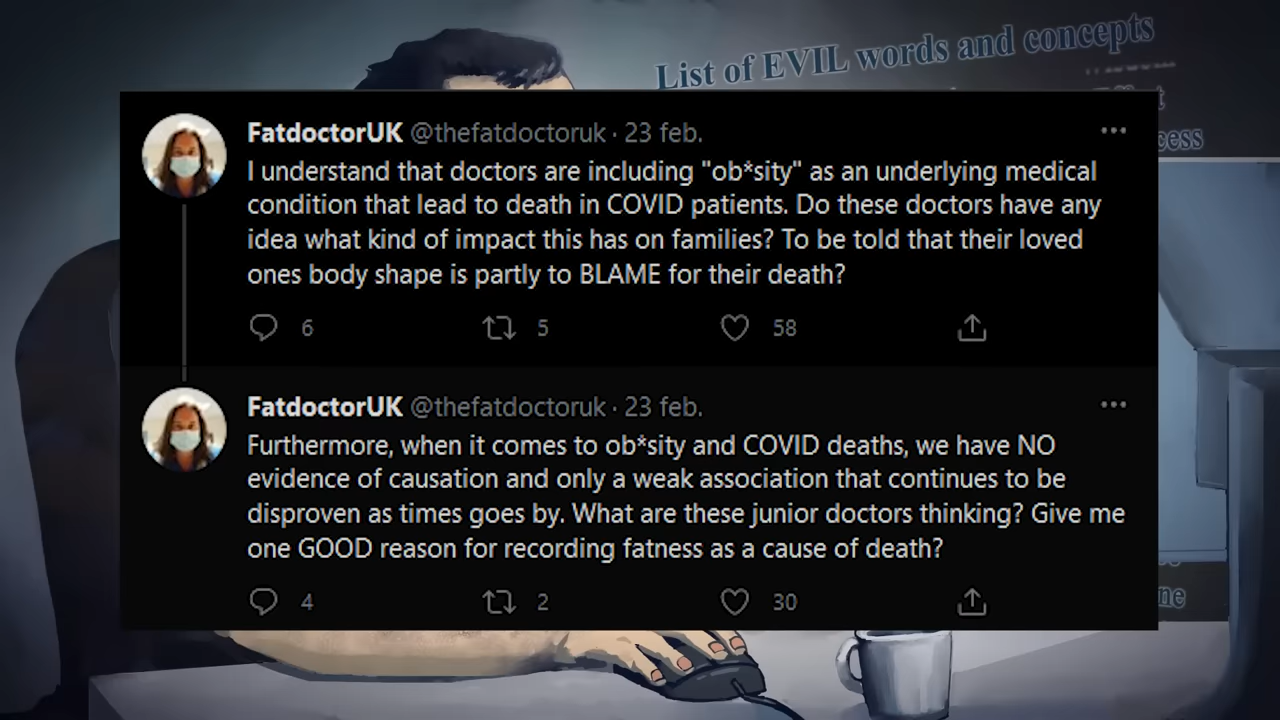 List of EVIL words and concepts
cess
FatdoctorUK @thefatdoctoruk · 23 feb.
I understand that doctors are including "ob*sity" as an underlying medical
condition that lead to death in COVID patients. Do these doctors have any
idea what kind of impact this has on families? To be told that their loved
ones body shape is partly to BLAME for their death?
6 5 58
FatdoctorUK @thefatdoctoruk · 23 feb.
Furthermore, when it comes to ob*sity and COVID deaths, we have NO
evidence of causation and only a weak association that continues to be
disproven as times goes by. What are these junior doctors thinking? Give me
one GOOD reason for recording fatness as a cause of death?
4 2 30
ne